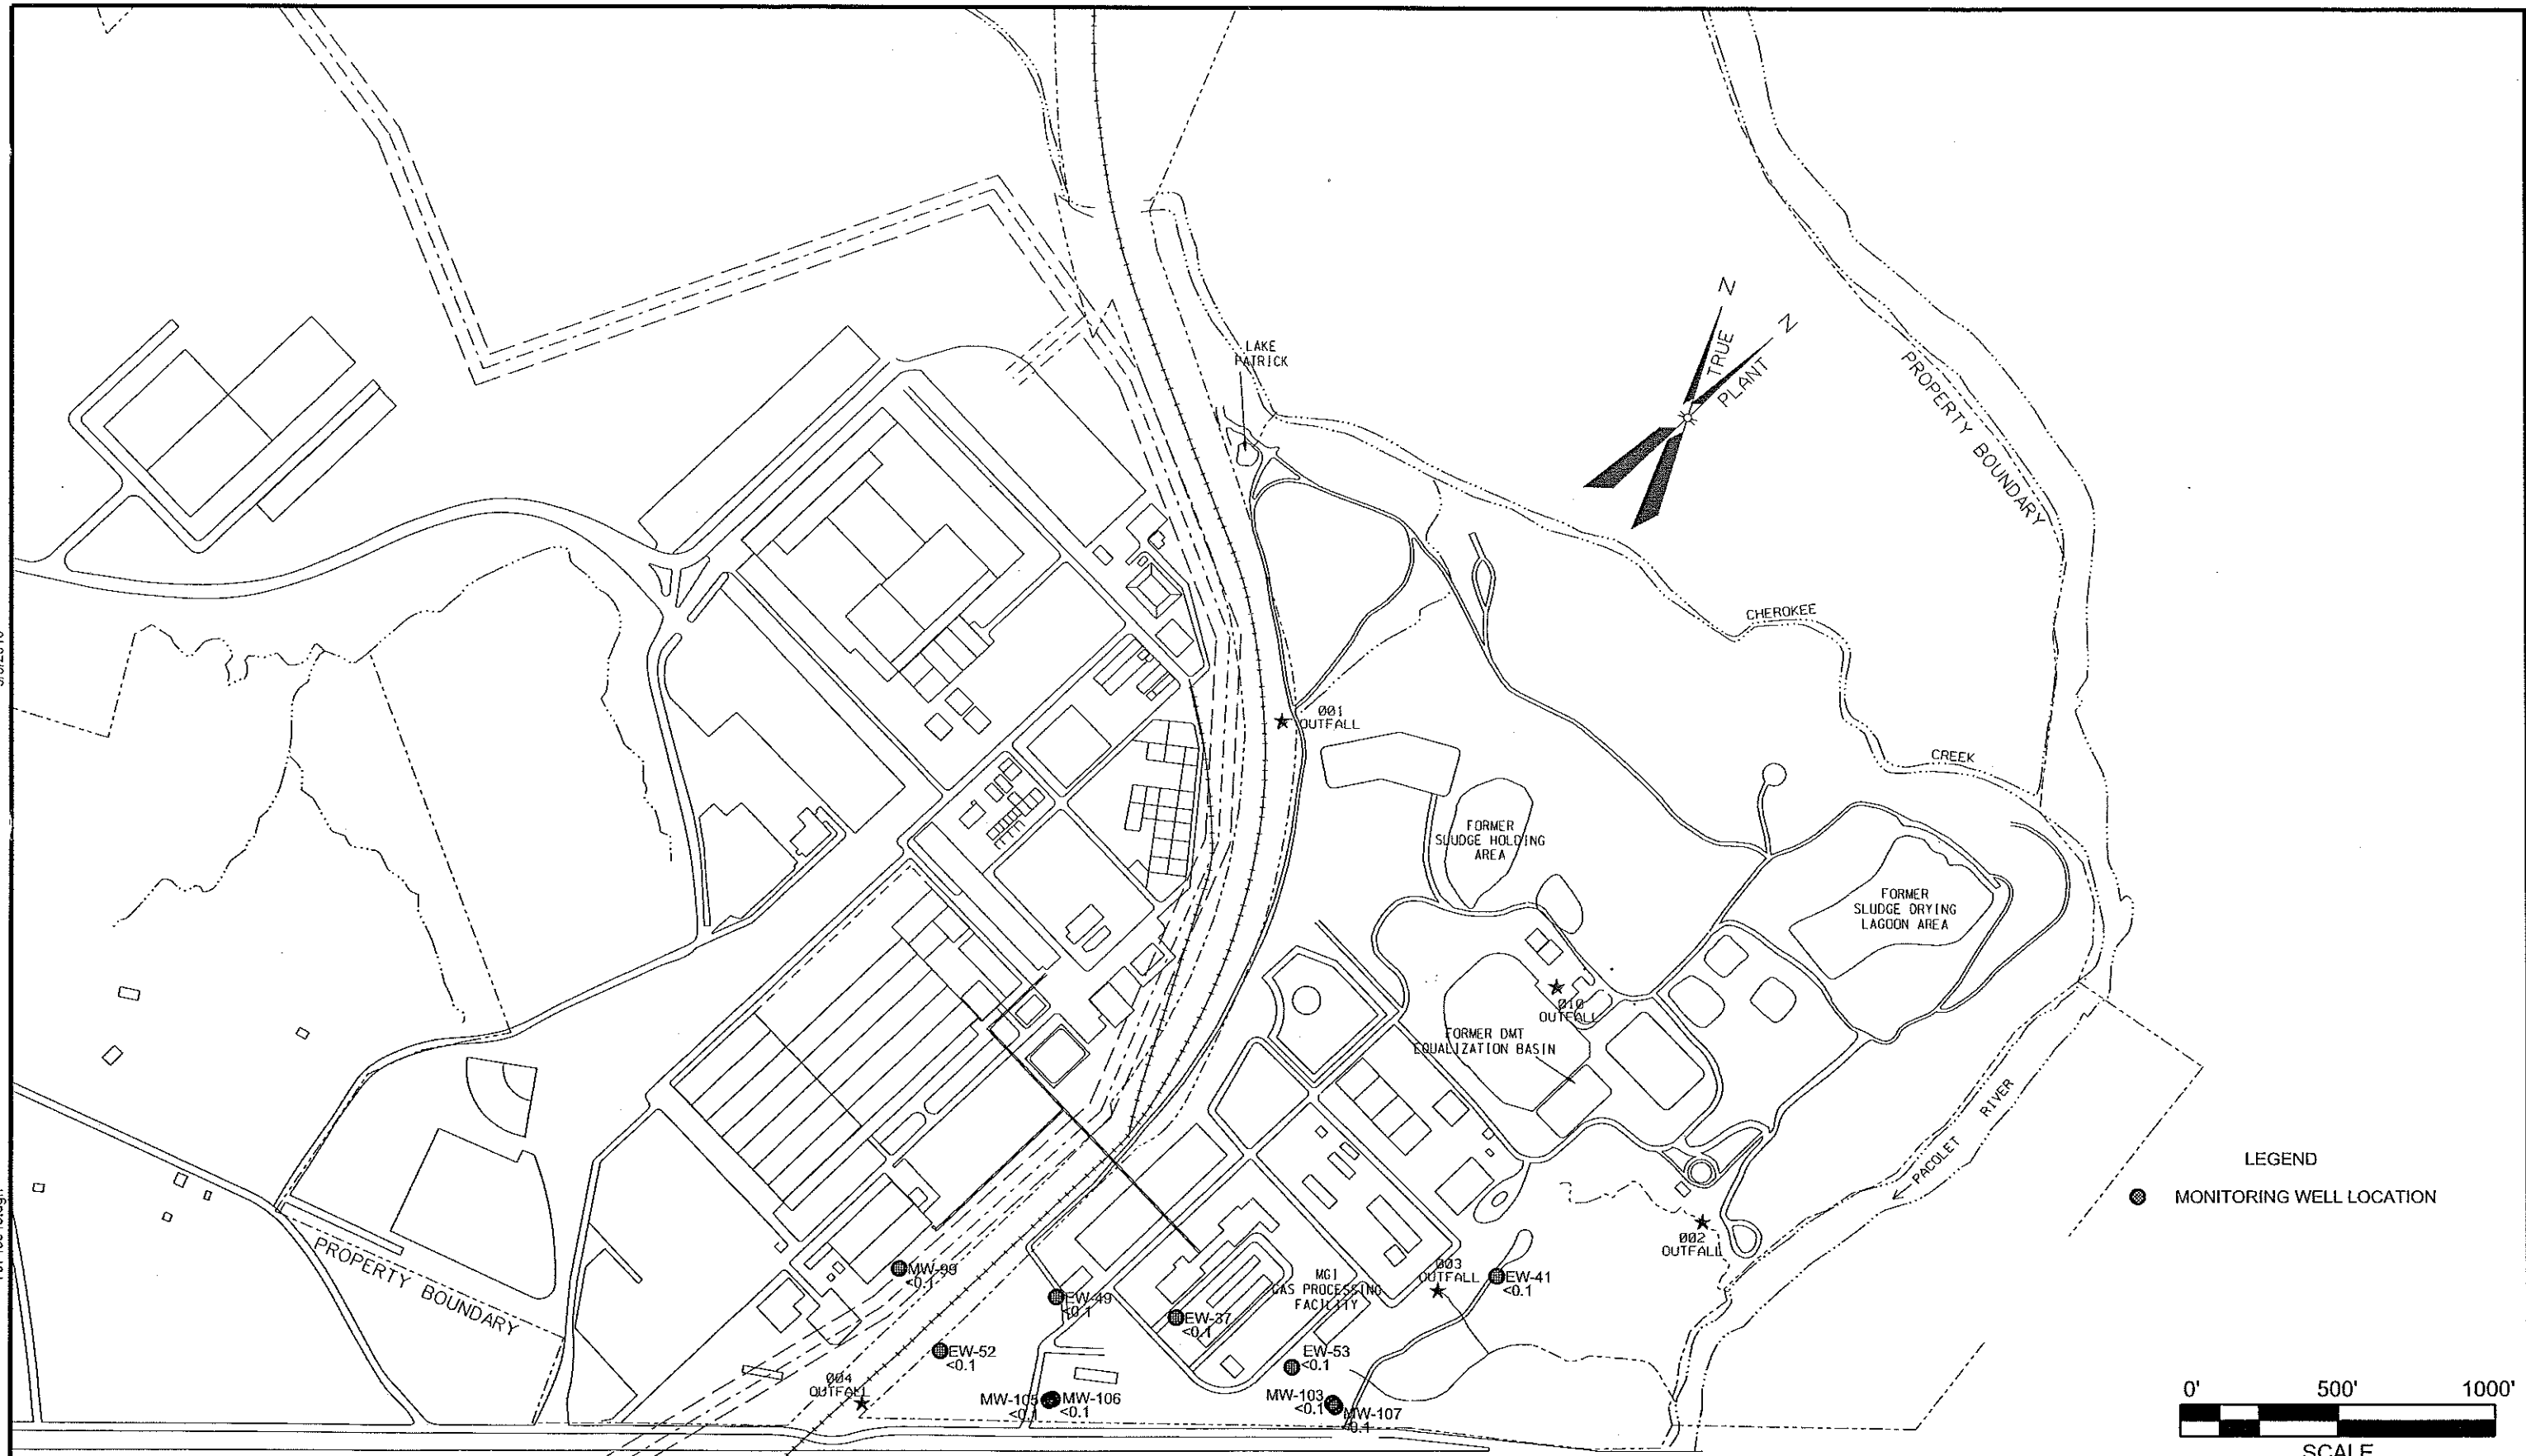 LAKE
PATRICK
N
TRUE
N
PLANT
PROPERTY BOUNDARY
CHEROKEE
CREEK
001
OUTFALL
FORMER
SLUDGE HOLDING
AREA
FORMER
SLUDGE DRYING
LAGOON AREA
010
OUTFALL
FORMER DMT
EQUALIZATION BASIN
PACOLET RIVER
002
OUTFALL
003
OUTFALL
MGI
GAS PROCESSING
FACILITY
PROPERTY BOUNDARY
MW-99
<0.1
EW-49
<0.1
EW-37
<0.1
EW-41
<0.1
EW-52
<0.1
EW-53
<0.1
004
OUTFALL
MW-105
<0.1
MW-106
<0.1
MW-103
<0.1
MW-107
<0.1
LEGEND
MONITORING WELL LOCATION
0' 500' 1000'
SCALE